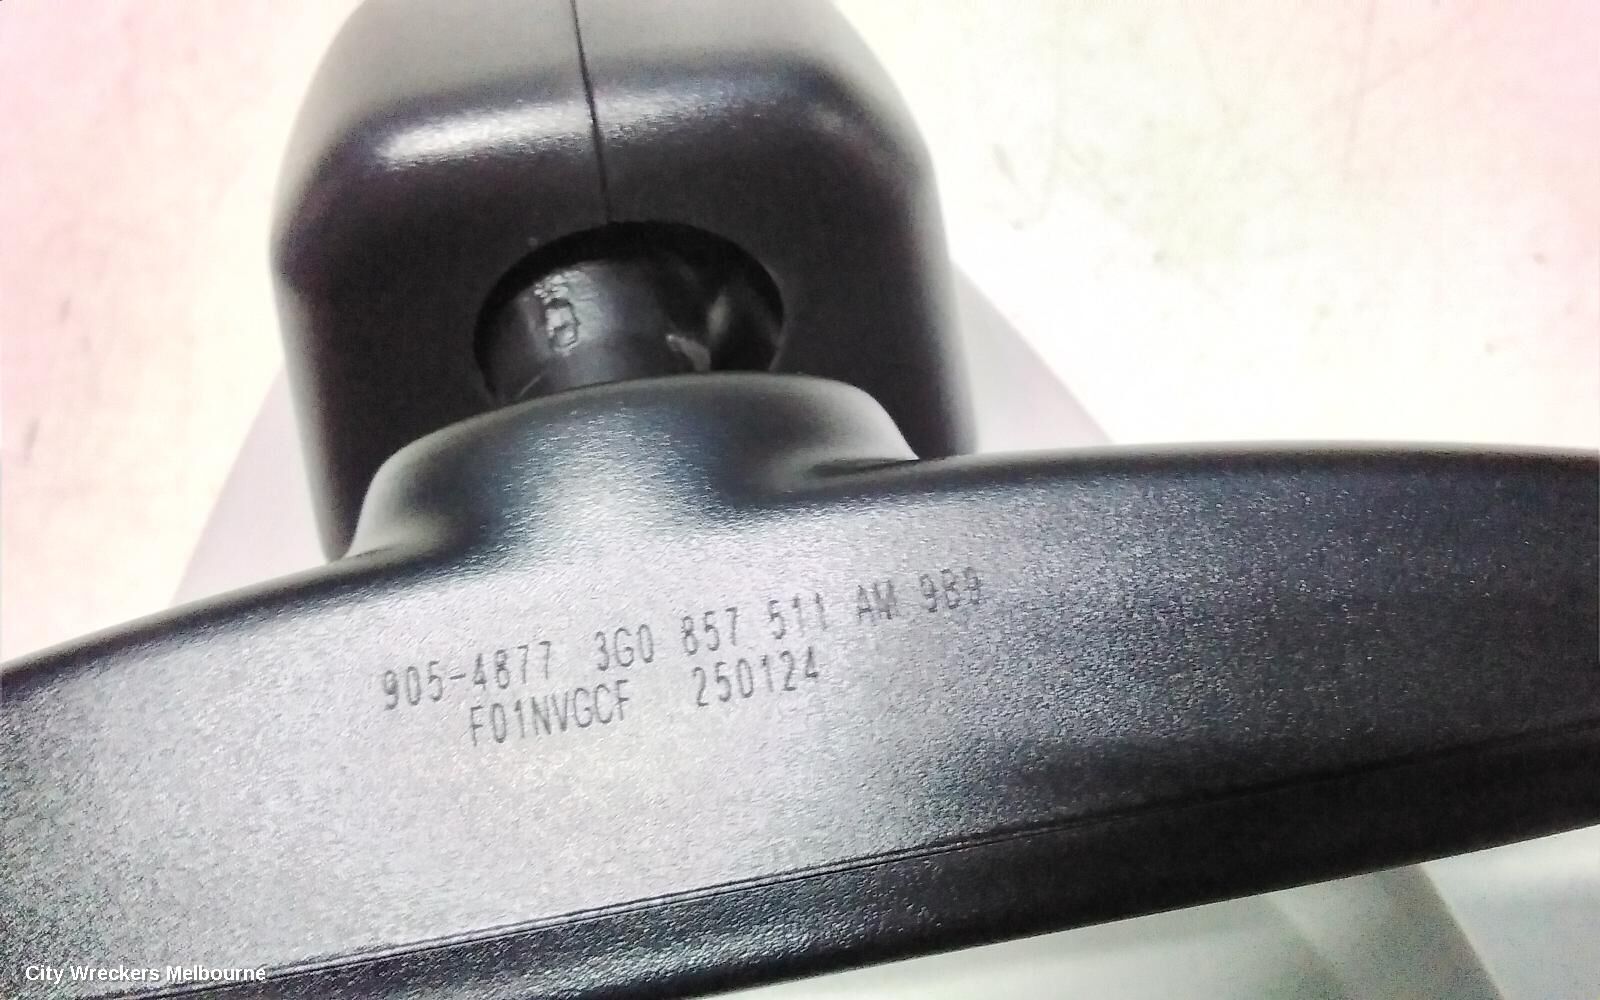 905-4877 3G0 857 511 AM 9B9
F01NVGCF 250124
City Wreckers Melbourne